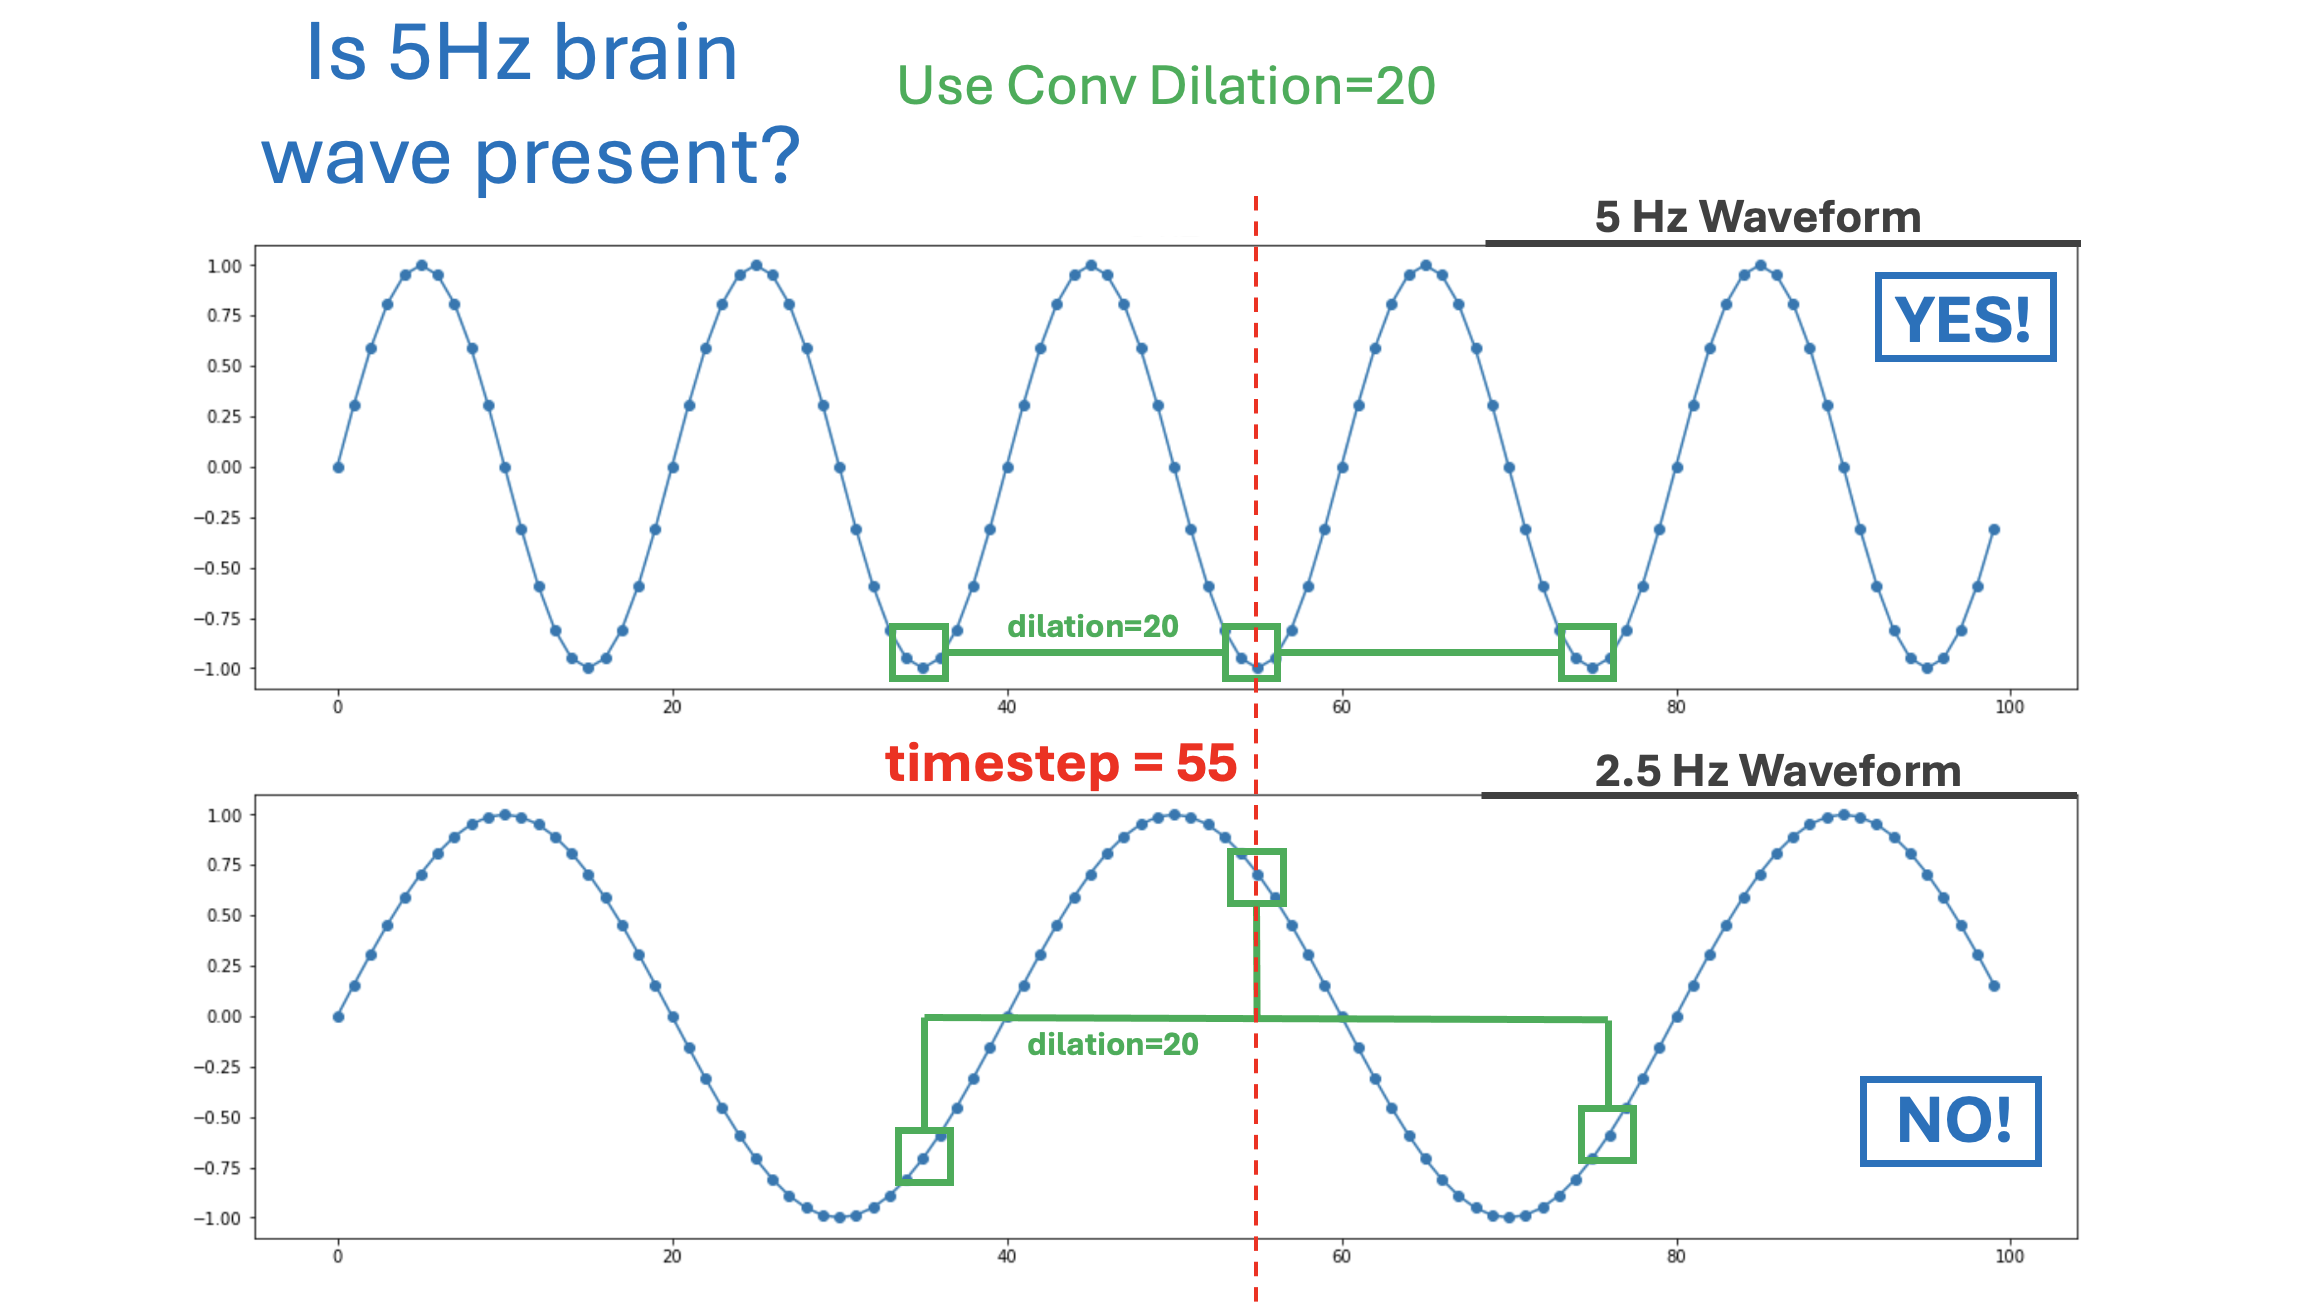 Is 5Hz brain
wave present?
Use Conv Dilation=20
5 Hz Waveform
YES!
1.00
0.75
0.50
0.25
0.00
−0.25
−0.50
−0.75
−1.00
dilation=20
0 20 40 60 80 100
timestep = 55
2.5 Hz Waveform
1.00
0.75
0.50
0.25
0.00
−0.25
−0.50
−0.75
−1.00
dilation=20
NO!
0 20 40 60 80 100